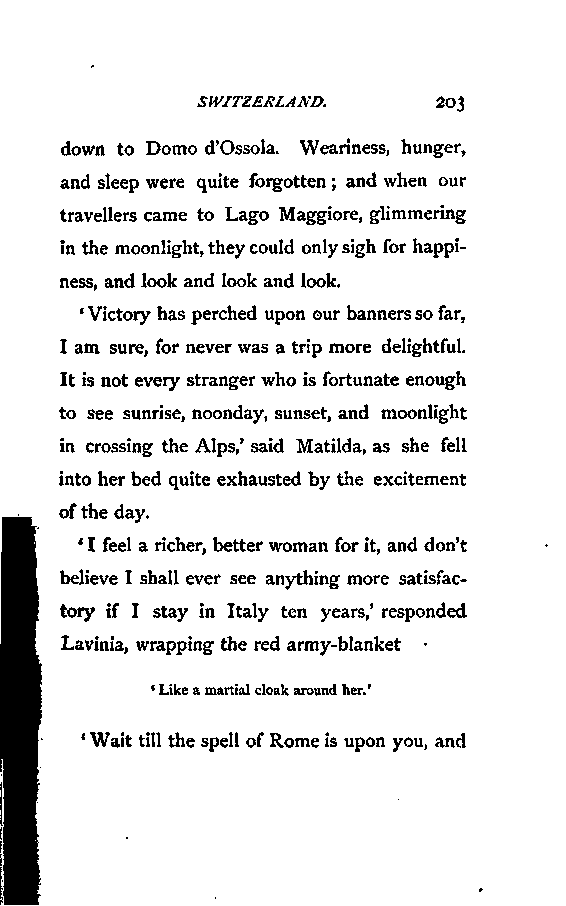 SWITZERLAND. 203
down to Domo d'Ossola. Weariness, hunger,
and sleep were quite forgotten ; and when our
travellers came to Lago Maggiore, glimmering
in the moonlight, they could only sigh for happi-
ness, and look and look and look.
'Victory has perched upon our banners so far,
I am sure, for never was a trip more delightful.
It is not every stranger who is fortunate enough
to see sunrise, noonday, sunset, and moonlight
in crossing the Alps,' said Matilda, as she fell
into her bed quite exhausted by the excitement
of the day.
'I feel a richer, better woman for it, and don't
believe I shall ever see anything more satisfac-
tory if I stay in Italy ten years,' responded
Lavinia, wrapping the red army-blanket
'Like a martial cloak around her.'
'Wait till the spell of Rome is upon you, and